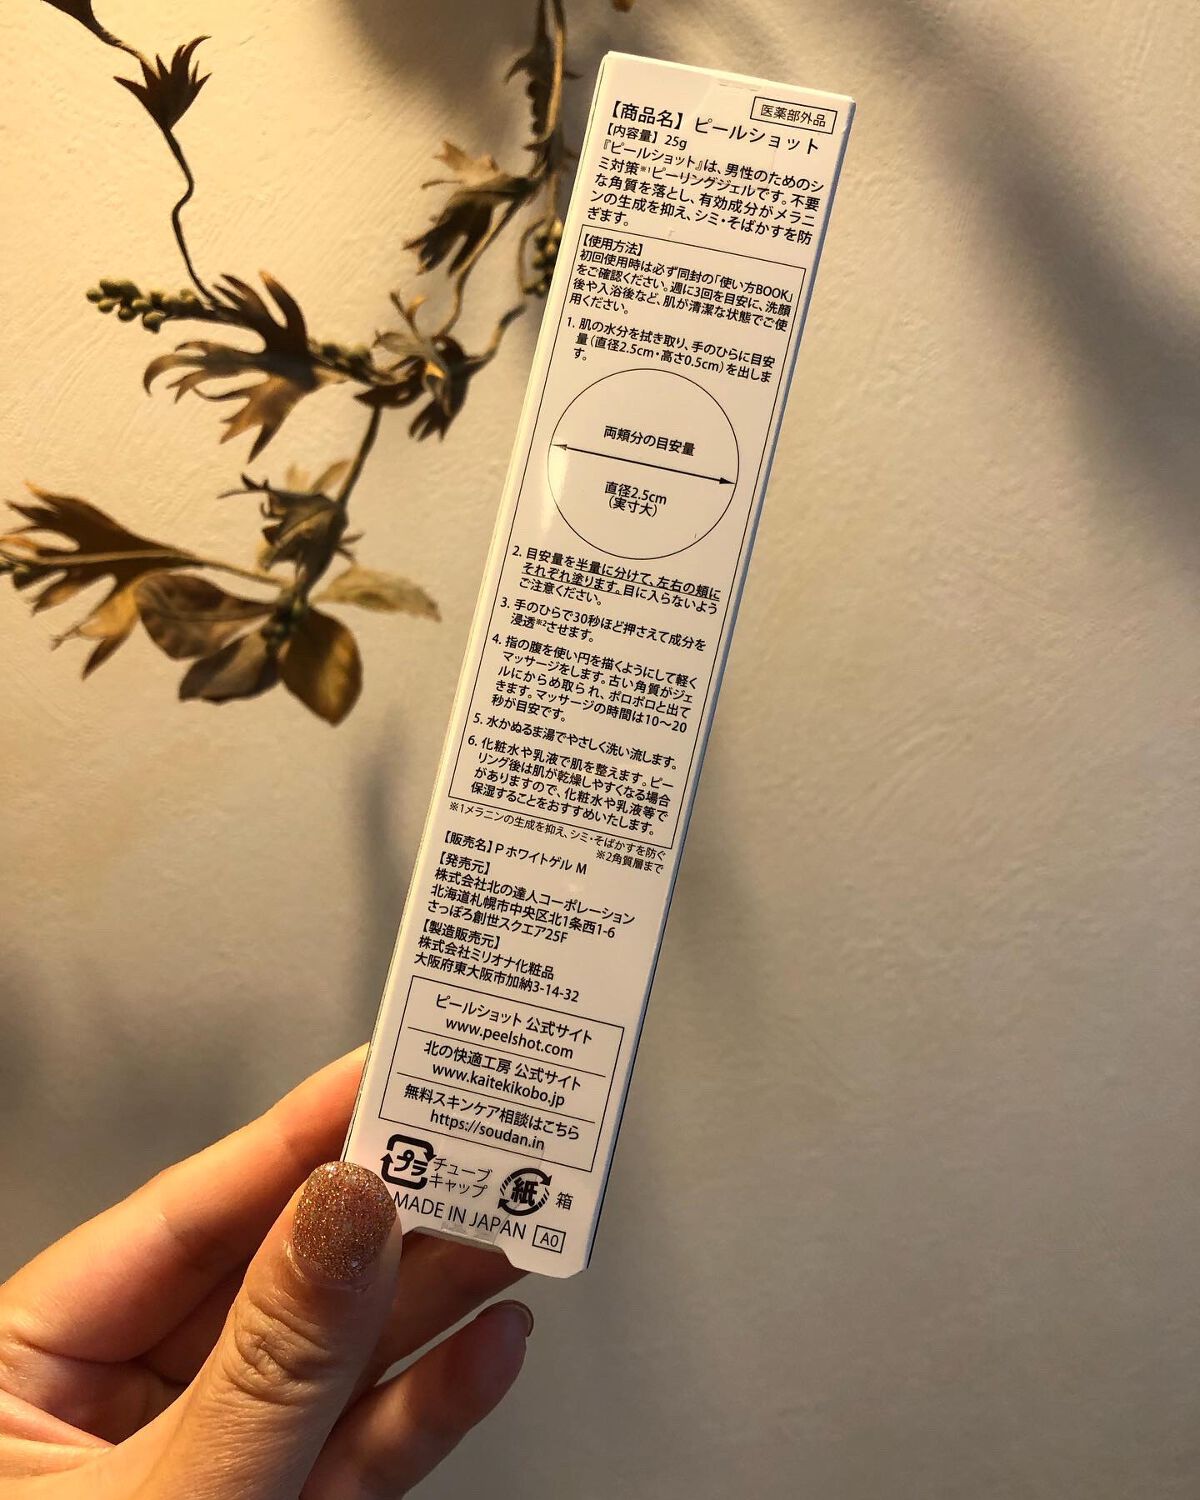 医薬部外品
【商品名】ピールショット
【内容量】25g
『ピールショット』は、男性のためのシ
ミ対策※1ピーリングジェルです。不要
な角質を落とし、有効成分がメラニ
ンの生成を抑え、シミ・そばかすを防
ぎます。
【使用方法】
初回使用時は必ず同封の「使い方BOOK」
をご確認ください。週に3回を目安に、洗顔
後や入浴後など、肌が清潔な状態でご使
用ください。
1. 肌の水分を拭き取り、手のひらに目安
量(直径2.5cm・高さ0.5cm)を出しま
す。
両頬分の目安量
直径2.5cm
(実寸大)
2. 目安量を半量に分けて、左右の頬に
それぞれ塗ります。目に入らないよう
ご注意ください。
3. 手のひらで30秒ほど押さえて成分を
浸透※2させます。
4. 指の腹を使い円を描くようにして軽く
マッサージをします。古い角質がジェ
ルにからめ取られ、ポロポロと出て
きます。マッサージの時間は10～20
秒が目安です。
5. 水かぬるま湯でやさしく洗い流します。
6. 化粧水や乳液で肌を整えます。ピー
リング後は肌が乾燥しやすくなる場合
がありますので、化粧水や乳液等で
保湿することをおすすめいたします。
※1メラニンの生成を抑え、シミ・そばかすを防ぐ
※2角質層まで
【販売名】P ホワイトゲル M
【発売元】
株式会社北の達人コーポレーション
北海道札幌市中央区北1条西1-6
さっぽろ創世スクエア25F
【製造販売元】
株式会社ミリオナ化粧品
大阪府東大阪市加納3-14-32
ピールショット 公式サイト
www.peelshot.com
北の快適工房 公式サイト
www.kaitekikobo.jp
無料スキンケア相談はこちら
https://soudan.in
プラ チューブ
キャップ
紙 箱
MADE IN JAPAN A0